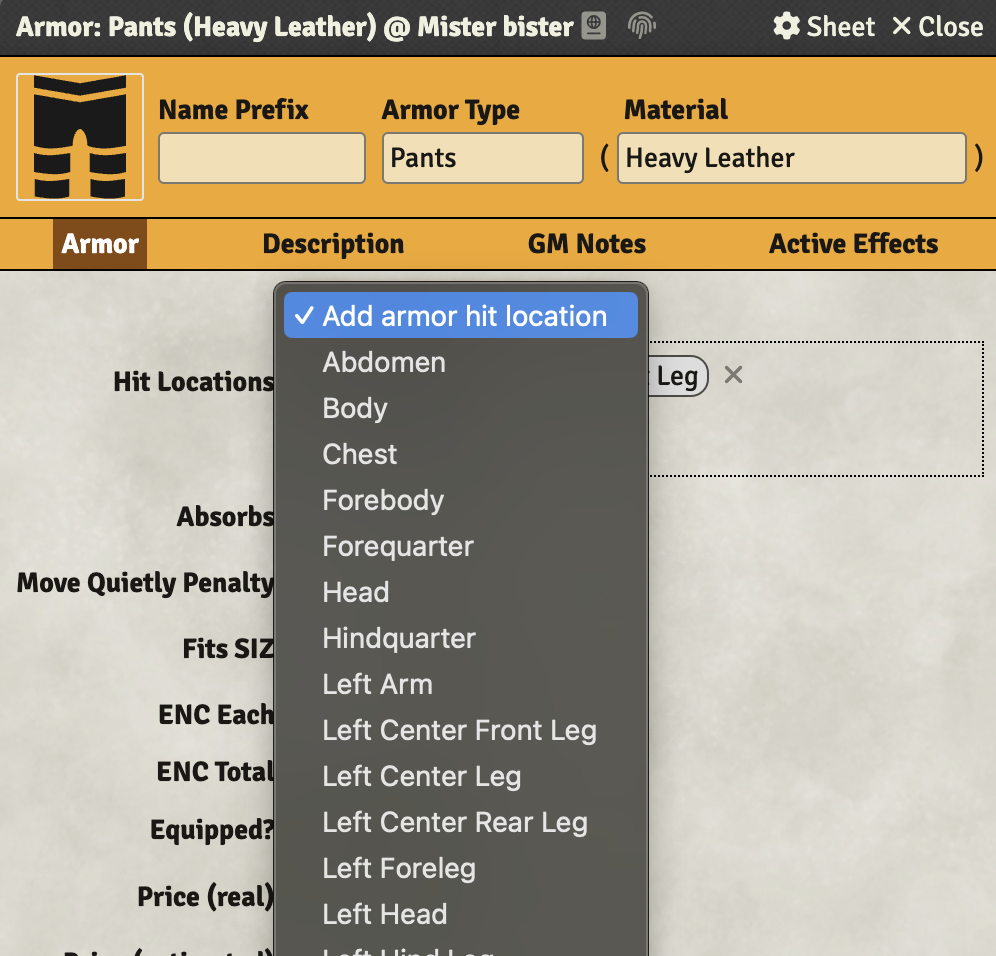 Armor: Pants (Heavy Leather) @ Mister bister Sheet Close
Name Prefix Armor Type Material
Pants ( Heavy Leather )
Armor Description GM Notes Active Effects
Add armor hit location
Abdomen
Hit Locations Leg
Body
Chest
Forebody
Absorbs
Forequarter
Move Quietly Penalty
Head
Hindquarter
Fits SIZ
Left Arm
ENC Each
Left Center Front Leg
ENC Total
Left Center Leg
Left Center Rear Leg
Equipped?
Left Foreleg
Price (real)
Left Head